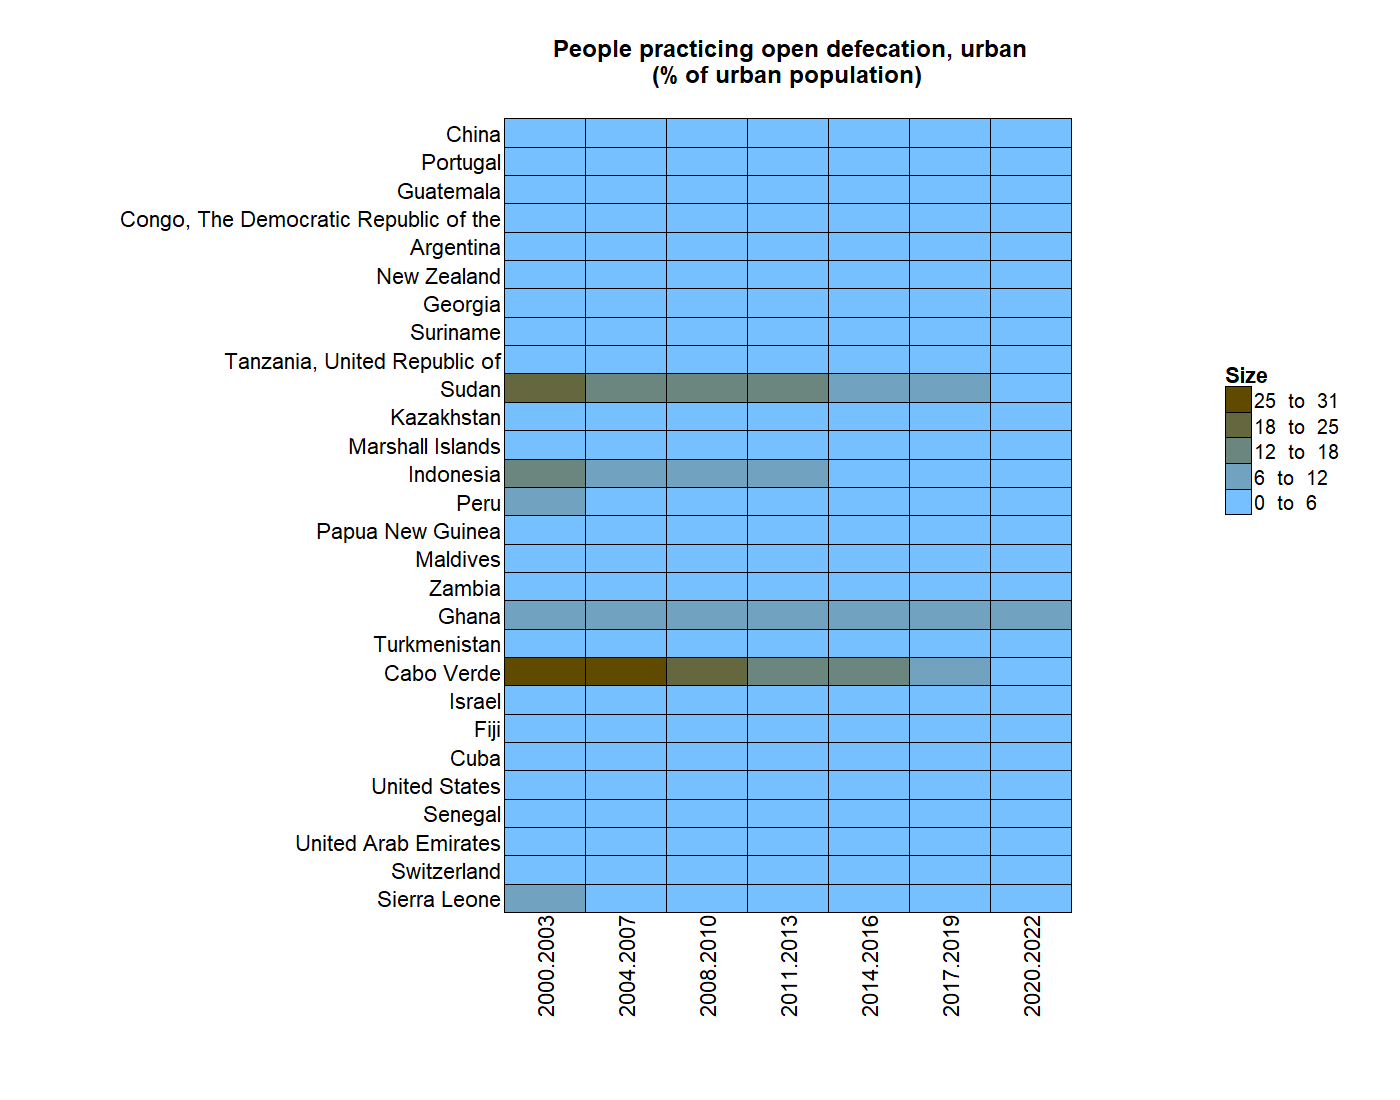 People practicing open defecation, urban
(% of urban population)
China
Portugal
Guatemala
Congo, The Democratic Republic of the
Argentina
New Zealand
Georgia
Suriname
Tanzania, United Republic of
Sudan
Kazakhstan
Marshall Islands
Indonesia
Peru
Papua New Guinea
Maldives
Zambia
Ghana
Turkmenistan
Cabo Verde
Israel
Fiji
Cuba
United States
Senegal
United Arab Emirates
Switzerland
Sierra Leone
2000.2003
2004.2007
2008.2010
2011.2013
2014.2016
2017.2019
2020.2022
Size
25 to 31
18 to 25
12 to 18
6 to 12
0 to 6